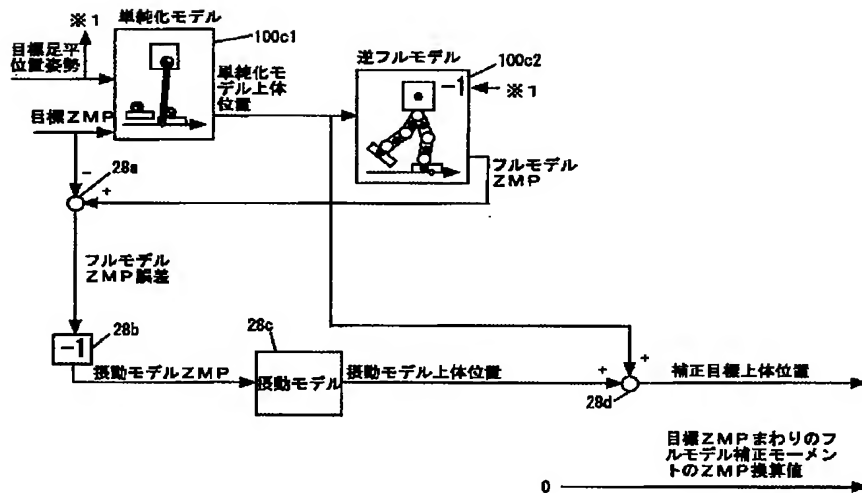 ※1
単純化モデル
100c1
目標足平
位置姿勢
単純化モ
デル上体
位置
逆フルモデル
100c2
-1
※1
目標ZMP
フルモデル
ZMP
-
28a
+
フルモデル
ZMP誤差
28b
-1
28c
摂動モデルZMP
摂動モデル
摂動モデル上体位置
+
+
28d
補正目標上体位置
目標ZMPまわりのフ
ルモデル補正モーメン
トのZMP換算値
0